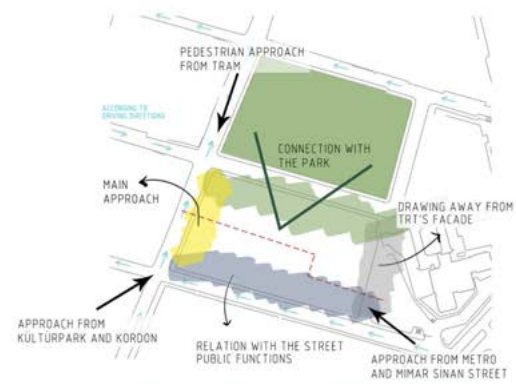 PEDESTRIAN APPROACH
FROM TRAM
ACCORDING TO
DRIVING DIRECTIONS
CONNECTION WITH
THE PARK
MAIN
APPROACH
DRAWING AWAY FROM
TRT'S FACADE
APPROACH FROM
KÜLTÜRPARK AND KORDON
RELATION WITH THE STREET
PUBLIC FUNCTIONS
APPROACH FROM METRO
AND MIMAR SINAN STREET